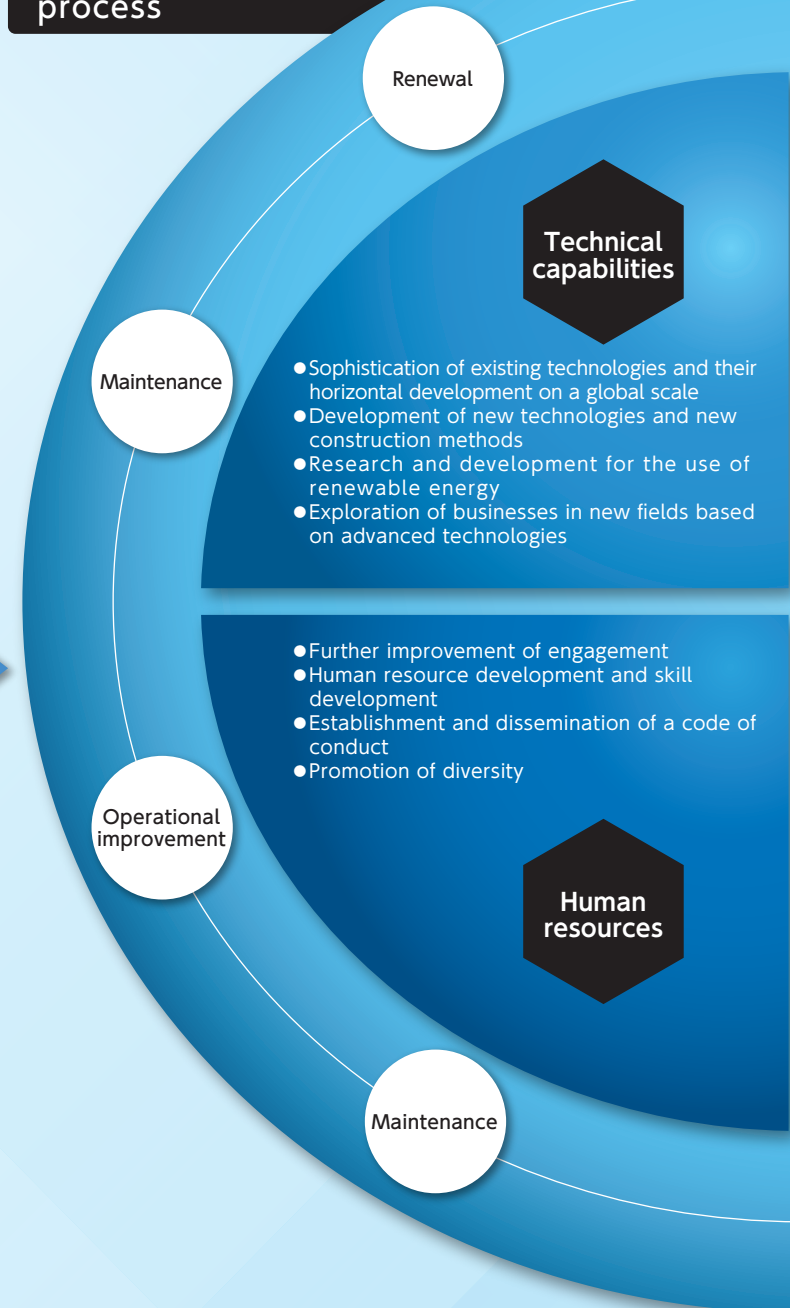 process
Renewal
Technical
capabilities
Maintenance
●Sophistication of existing technologies and their
horizontal development on a global scale
●Development of new technologies and new
construction methods
●Research and development for the use of
renewable energy
●Exploration of businesses in new fields based
on advanced technologies
●Further improvement of engagement
●Human resource development and skill
development
●Establishment and dissemination of a code of
conduct
●Promotion of diversity
Operational
improvement
Human
resources
Maintenance